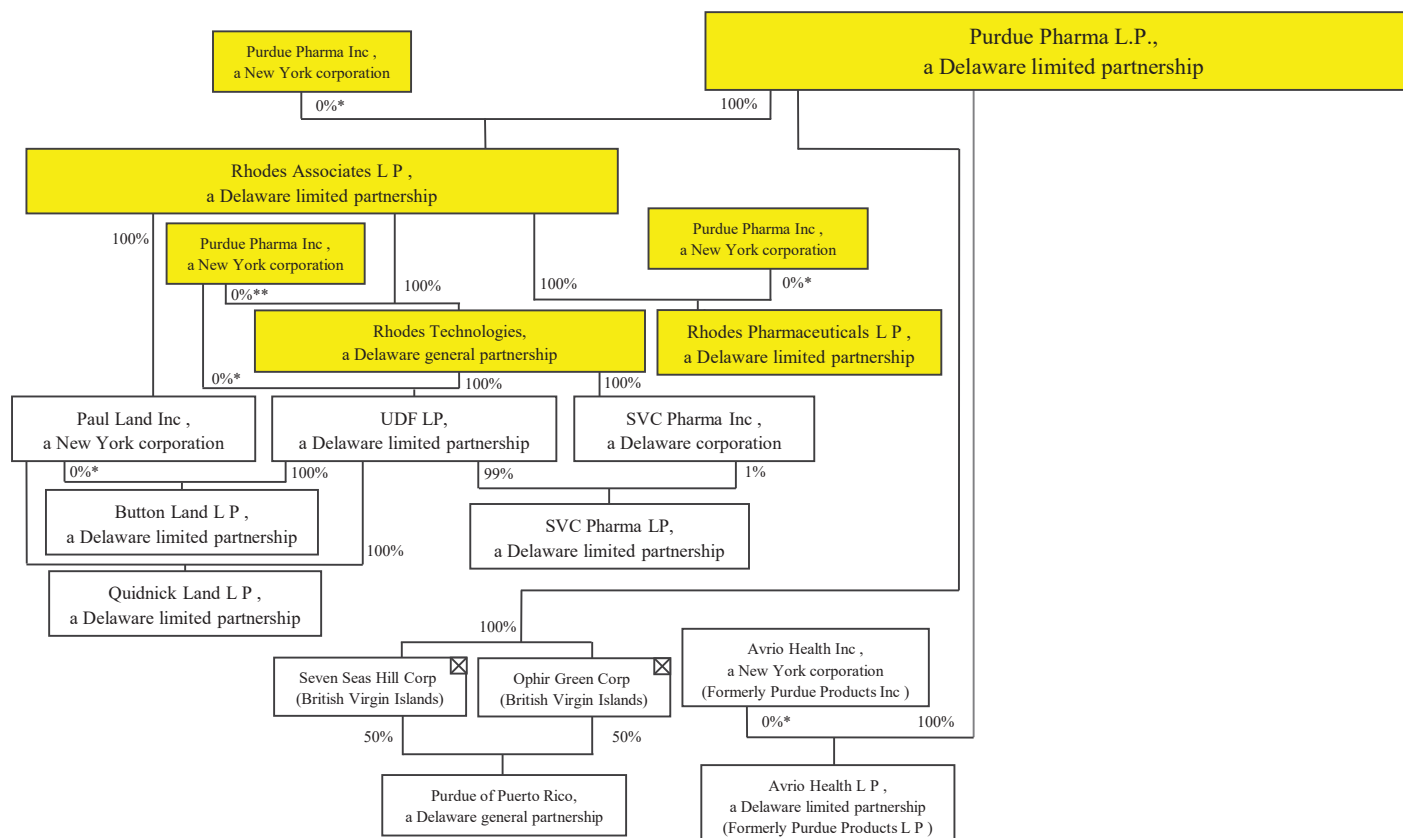 Purdue Pharma Inc ,
a New York corporation
Purdue Pharma L.P.,
a Delaware limited partnership
0%*
100%
Rhodes Associates L P ,
a Delaware limited partnership
100%
Purdue Pharma Inc ,
a New York corporation
Purdue Pharma Inc ,
a New York corporation
0%**
100%
100%
0%*
Rhodes Technologies,
a Delaware general partnership
Rhodes Pharmaceuticals L P ,
a Delaware limited partnership
0%*
100%
100%
Paul Land Inc ,
a New York corporation
UDF LP,
a Delaware limited partnership
SVC Pharma Inc ,
a Delaware corporation
0%*
100%
99%
1%
Button Land L P ,
a Delaware limited partnership
SVC Pharma LP,
a Delaware limited partnership
100%
Quidnick Land L P ,
a Delaware limited partnership
100%
Seven Seas Hill Corp
(British Virgin Islands)
Ophir Green Corp
(British Virgin Islands)
Avrio Health Inc ,
a New York corporation
(Formerly Purdue Products Inc )
50%
50%
0%*
100%
Purdue of Puerto Rico,
a Delaware general partnership
Avrio Health L P ,
a Delaware limited partnership
(Formerly Purdue Products L P )